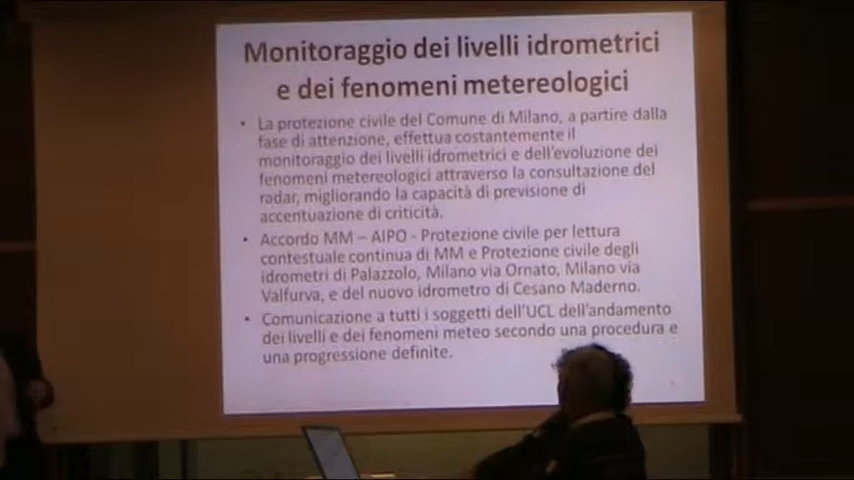 Monitoraggio dei livelli idrometrici
e dei fenomeni metereologici
• La protezione civile del Comune di Milano, a partire dalla
fase di attenzione, effettua costantemente il
monitoraggio dei livelli idrometrici e dell'evoluzione dei
fenomeni metereologici attraverso la consultazione del
radar, migliorando la capacità di previsione di
accentuazione di criticità.
• Accordo MM – AIPO - Protezione civile per lettura
contestuale continua di MM e Protezione civile degli
idrometri di Palazzolo, Milano via Ornato, Milano via
Valfurva, e del nuovo idrometro di Cesano Maderno.
• Comunicazione a tutti i soggetti dell'UCL dell'andamento
dei livelli e dei fenomeni meteo secondo una procedura e
una progressione definite.